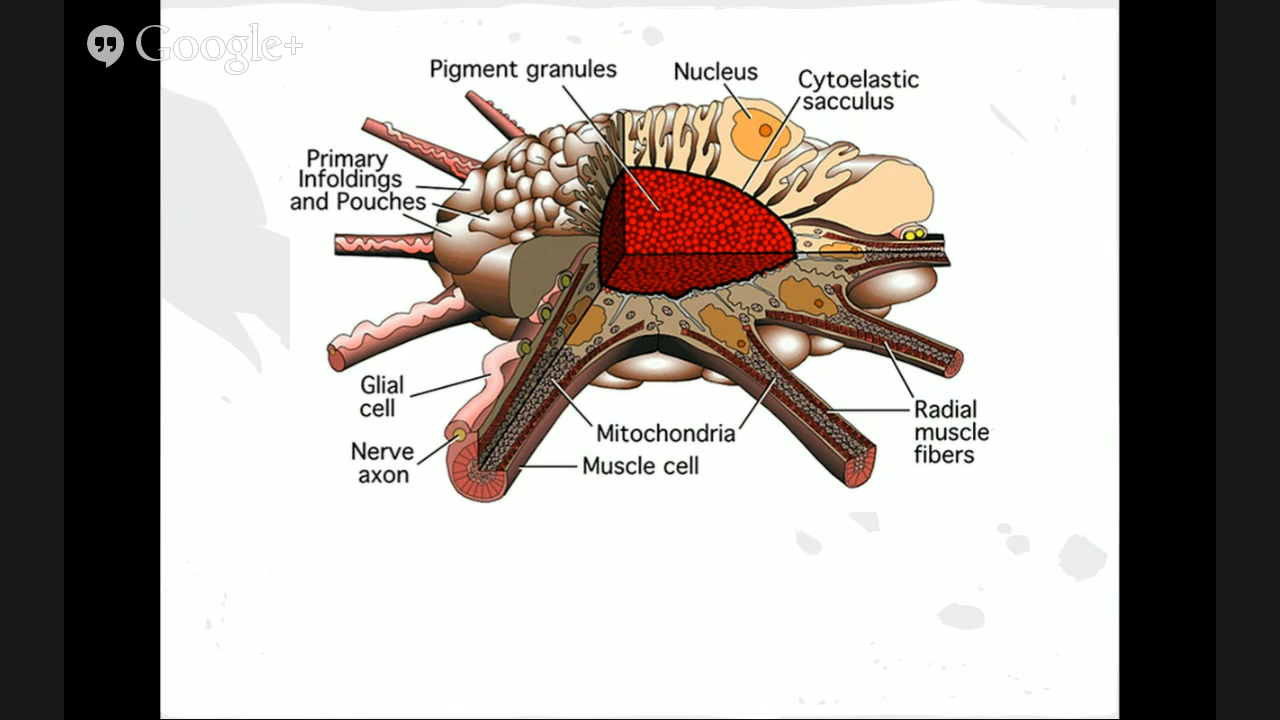 Google+
Pigment granules
Nucleus
Cytoelastic
sacculus
Primary
Infoldings
and Pouches
Glial
cell
Nerve
axon
Mitochondria
Muscle cell
Radial
muscle
fibers